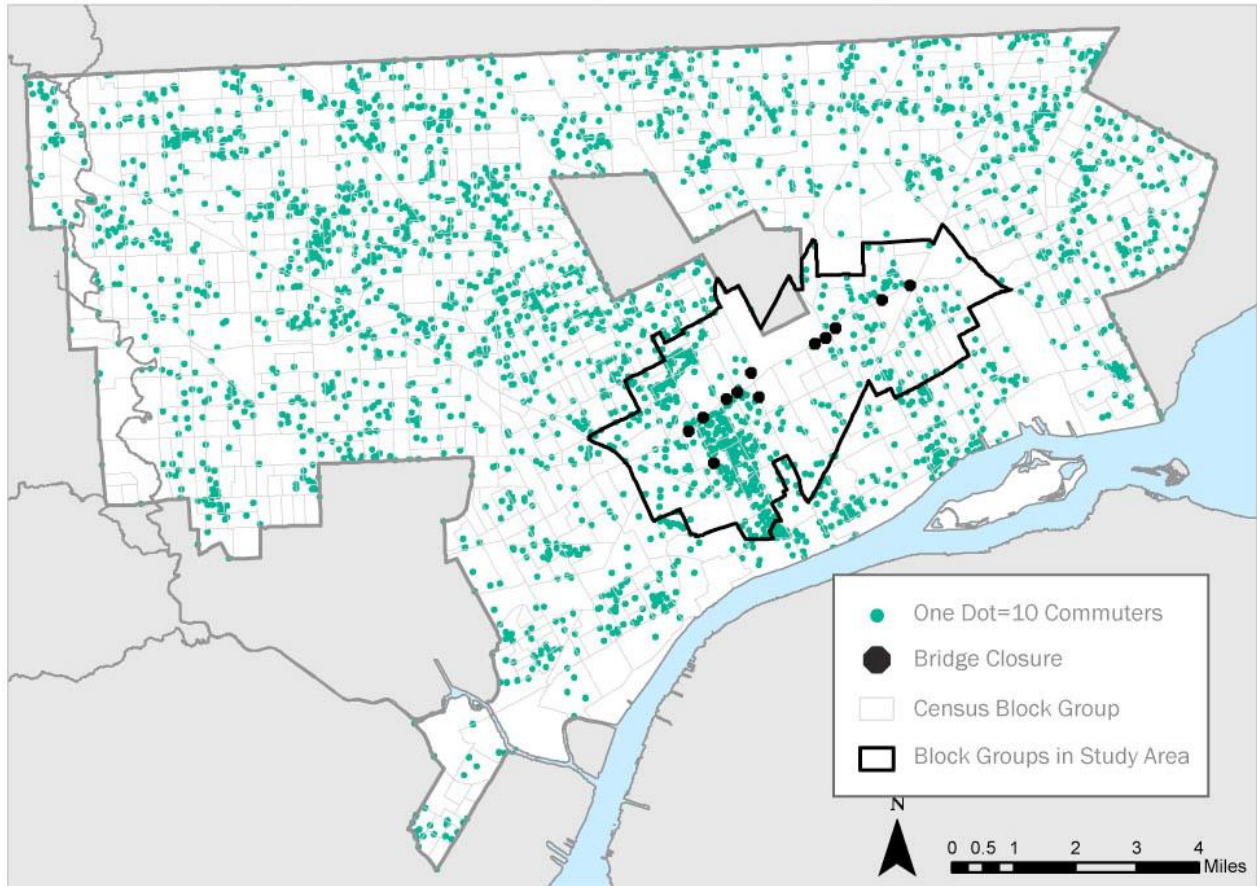 One Dot=10 Commuters
Bridge Closure
Census Block Group
Block Groups in Study Area
N
0 0.5 1 2 3 4
Miles